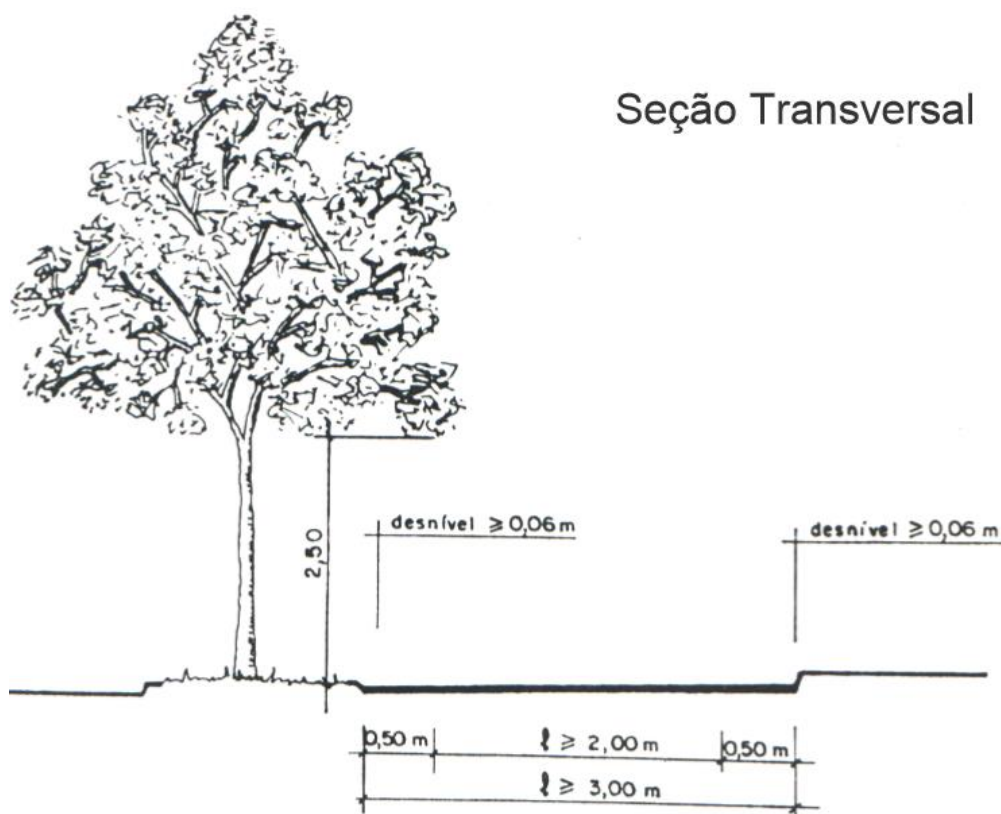 Seção Transversal
desnível ≥ 0,06 m
desnível ≥ 0,06 m
2,50
0,50 m
ℓ ≥ 2,00 m
0,50 m
ℓ ≥ 3,00 m